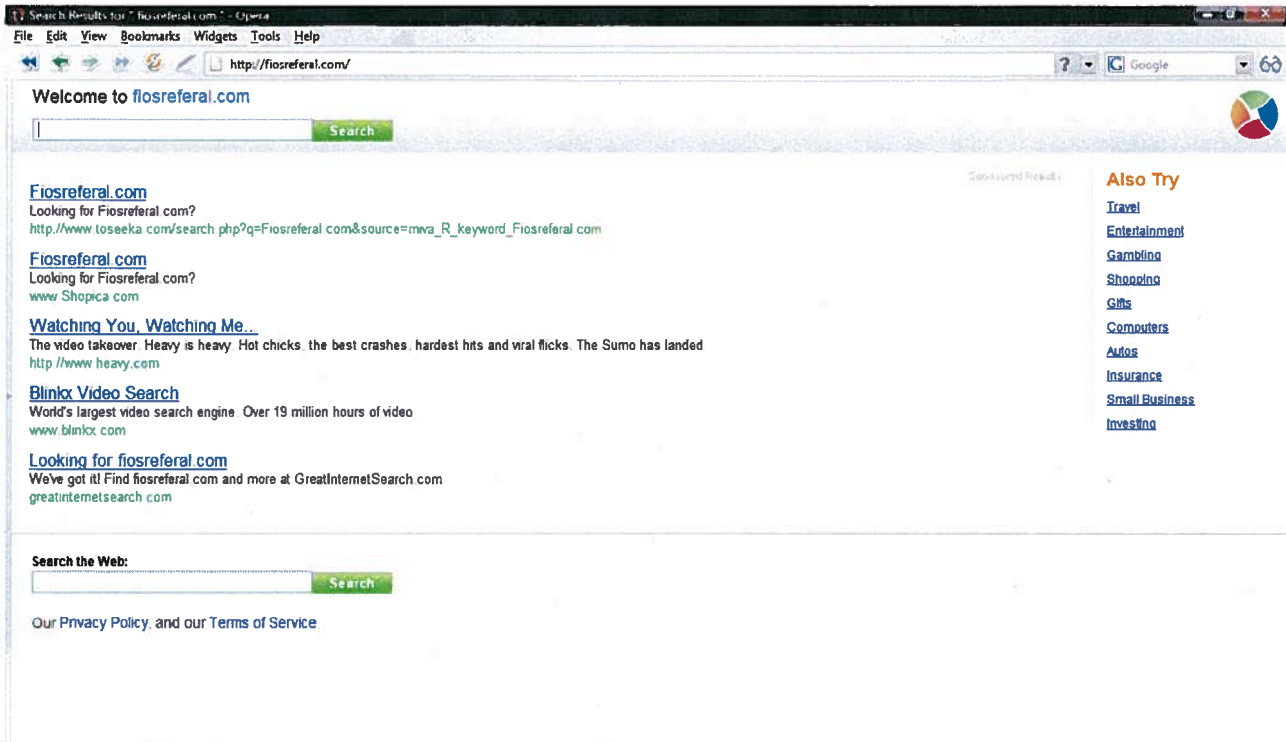 Search Results for " fiosreferal.com " - Opera
File Edit View Bookmarks Widgets Tools Help
http://fiosreferal.com/
? G Google
Welcome to fiosreferal.com
Search
Sponsored Results
Fiosreferal.com
Looking for Fiosreferal.com?
http://www.toseeka.com/search.php?q=Fiosreferal.com&source=mwa_R_keyword_Fiosreferal.com
Fiosreferal.com
Looking for Fiosreferal.com?
www.Shopica.com
Watching You, Watching Me...
The video takeover. Heavy is heavy. Hot chicks, the best crashes, hardest hits and viral flicks. The Sumo has landed
http://www.heavy.com
Blinkx Video Search
World's largest video search engine. Over 19 million hours of video
www.blinkx.com
Looking for fiosreferal.com
We've got it! Find fiosreferal.com and more at GreatInternetSearch.com
greatinternetsearch.com
Also Try
Travel
Entertainment
Gambling
Shopping
Gifts
Computers
Autos
Insurance
Small Business
Investing
Search the Web:
Search
Our Privacy Policy, and our Terms of Service